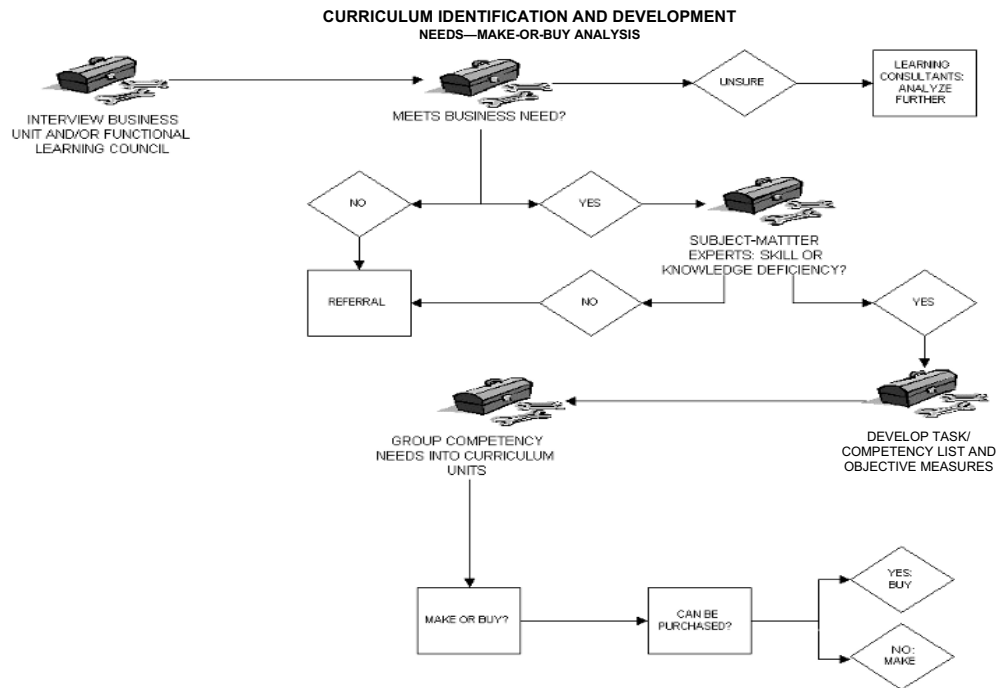 CURRICULUM IDENTIFICATION AND DEVELOPMENT
NEEDS—MAKE-OR-BUY ANALYSIS
INTERVIEW BUSINESS
UNIT AND/OR FUNCTIONAL
LEARNING COUNCIL
MEETS BUSINESS NEED?
UNSURE
LEARNING
CONSULTANTS:
ANALYZE
FURTHER
NO
YES
SUBJECT-MATTTER
EXPERTS: SKILL OR
KNOWLEDGE DEFICIENCY?
REFERRAL
NO
YES
DEVELOP TASK/
COMPETENCY LIST AND
OBJECTIVE MEASURES
GROUP COMPETENCY
NEEDS INTO CURRICULUM
UNITS
MAKE OR BUY?
CAN BE
PURCHASED?
YES:
BUY
NO:
MAKE